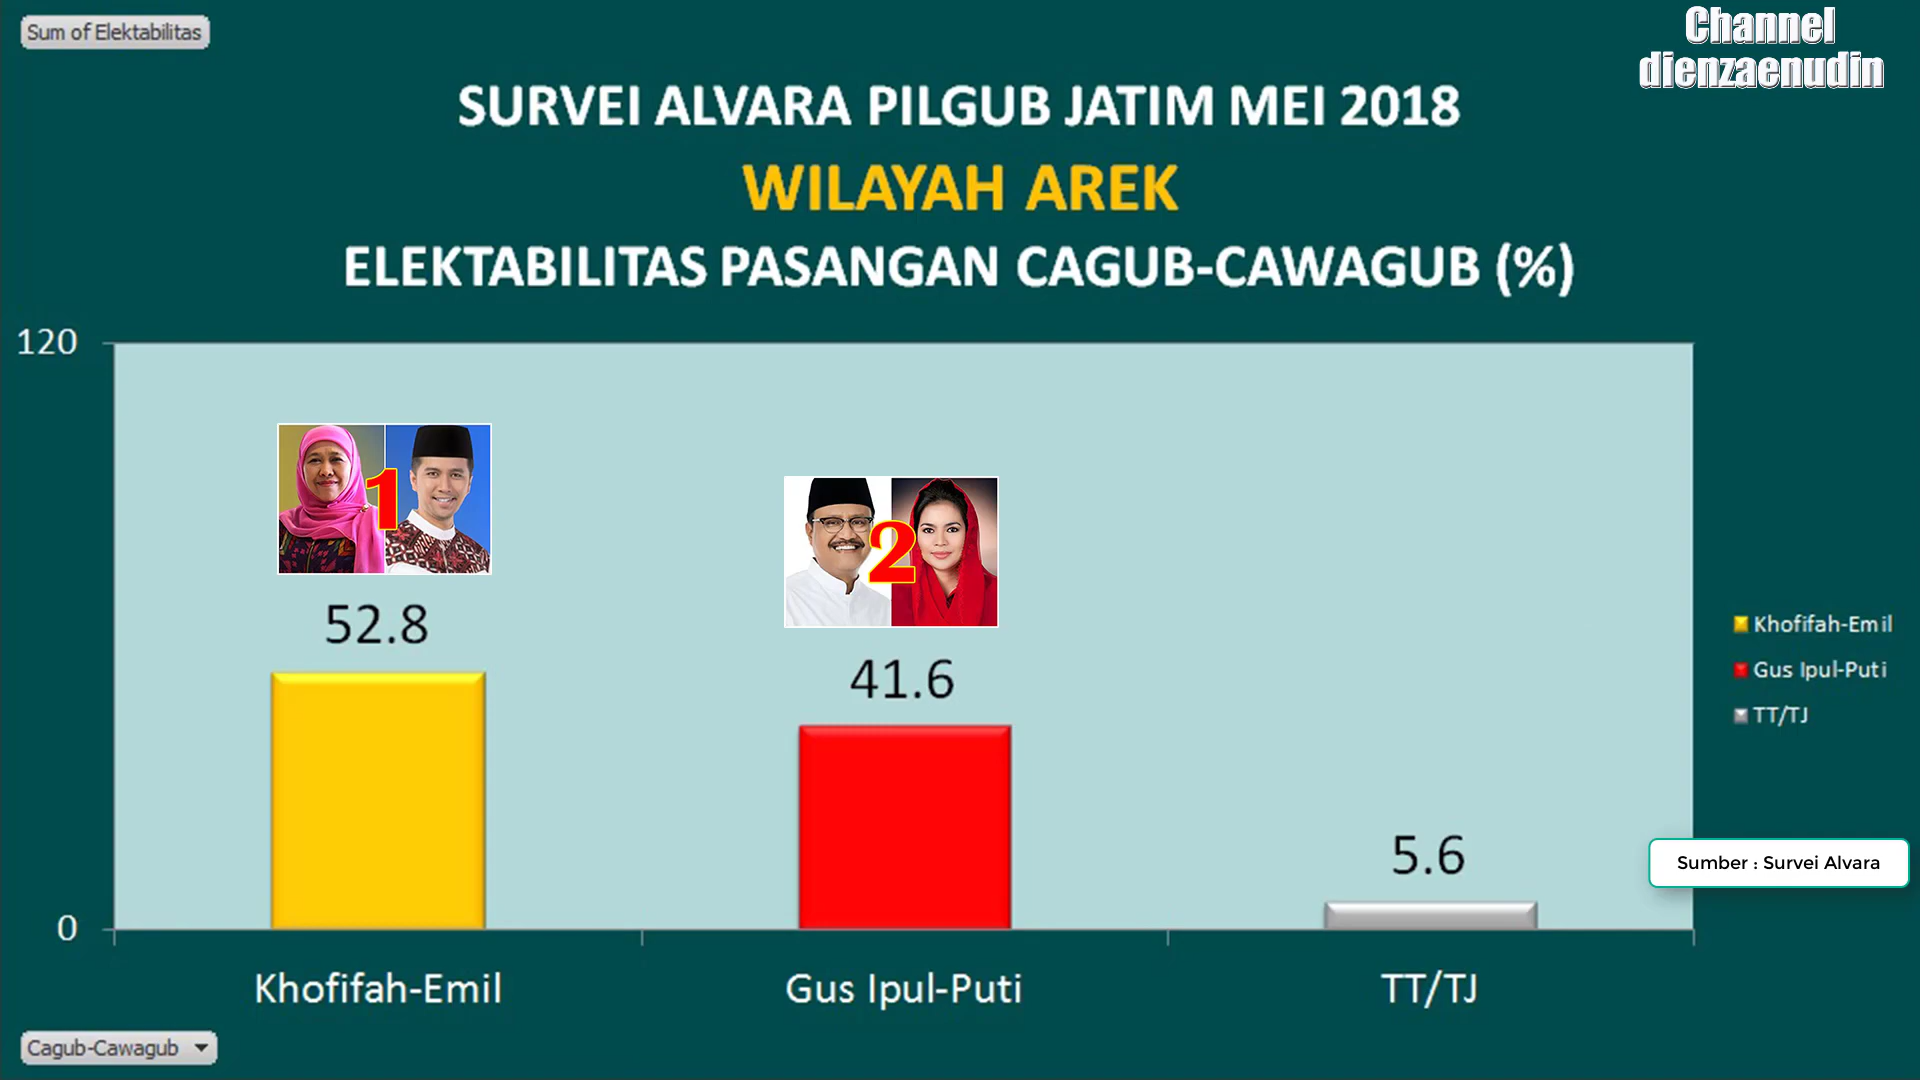 Sum of Elektabilitas
Channel
dienzaenudin
SURVEI ALVARA PILGUB JATIM MEI 2018
WILAYAH AREK
ELEKTABILITAS PASANGAN CAGUB-CAWAGUB (%)
120
1
2
52.8
41.6
5.6
Khofifah-Emil
Gus Ipul-Puti
TT/TJ
Sumber : Survei Alvara
0
Khofifah-Emil
Gus Ipul-Puti
TT/TJ
Cagub-Cawagub